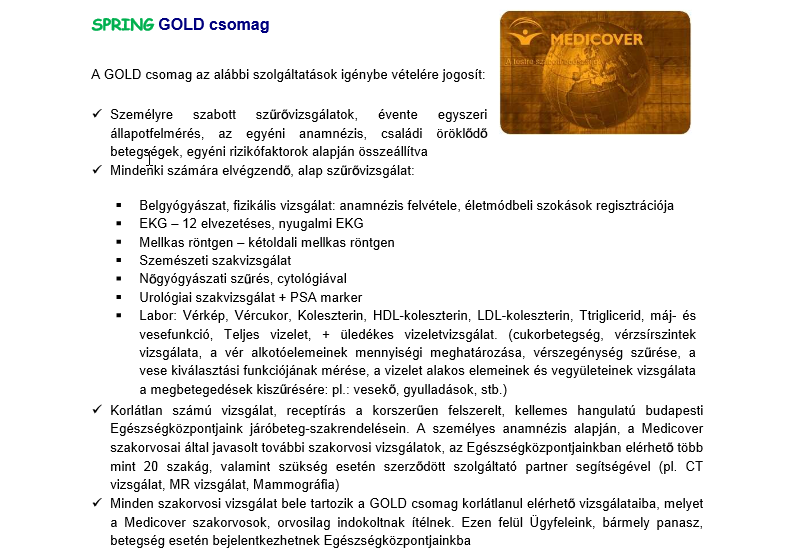 SPRING GOLD csomag
MEDICOVER
A GOLD csomag az alábbi szolgáltatások igénybe vételére jogosít:
✓ Személyre szabott szűrővizsgálatok, évente egyszeri
állapotfelmérés, az egyéni anamnézis, családi öröklődő
betegségek, egyéni rizikófaktorok alapján összeállítva
✓ Mindenki számára elvégzendő, alap szűrővizsgálat:
▪ Belgyógyászat, fizikális vizsgálat: anamnézis felvétele, életmódbeli szokások regisztrációja
▪ EKG – 12 elvezetéses, nyugalmi EKG
▪ Mellkas röntgen – kétoldali mellkas röntgen
▪ Szemészeti szakvizsgálat
▪ Nőgyógyászati szűrés, cytológiával
▪ Urológiai szakvizsgálat + PSA marker
▪ Labor: Vérkép, Vércukor, Koleszterin, HDL-koleszterin, LDL-koleszterin, Ttriglicerid, máj- és
vesefunkció, Teljes vizelet, + üledékes vizeletvizsgálat. (cukorbetegség, vérzsírszintek
vizsgálata, a vér alkotóelemeinek mennyiségi meghatározása, vérszegénység szűrése, a
vese kiválasztási funkciójának mérése, a vizelet alakos elemeinek és vegyületeinek vizsgálata
a megbetegedések kiszűrésére: pl.: vesekő, gyulladások, stb.)
✓ Korlátlan számú vizsgálat, receptírás a korszerűen felszerelt, kellemes hangulatú budapesti
Egészségközpontjaink járóbeteg-szakrendelésein. A személyes anamnézis alapján, a Medicover
szakorvosai által javasolt további szakorvosi vizsgálatok, az Egészségközpontjainkban elérhető több
mint 20 szakág, valamint szükség esetén szerződött szolgáltató partner segítségével (pl. CT
vizsgálat, MR vizsgálat, Mammográfia)
✓ Minden szakorvosi vizsgálat bele tartozik a GOLD csomag korlátlanul elérhető vizsgálataiba, melyet
a Medicover szakorvosok, orvosilag indokoltnak ítélnek. Ezen felül Ügyfeleink, bármely panasz,
betegség esetén bejelentkezhetnek Egészségközpontjainkba